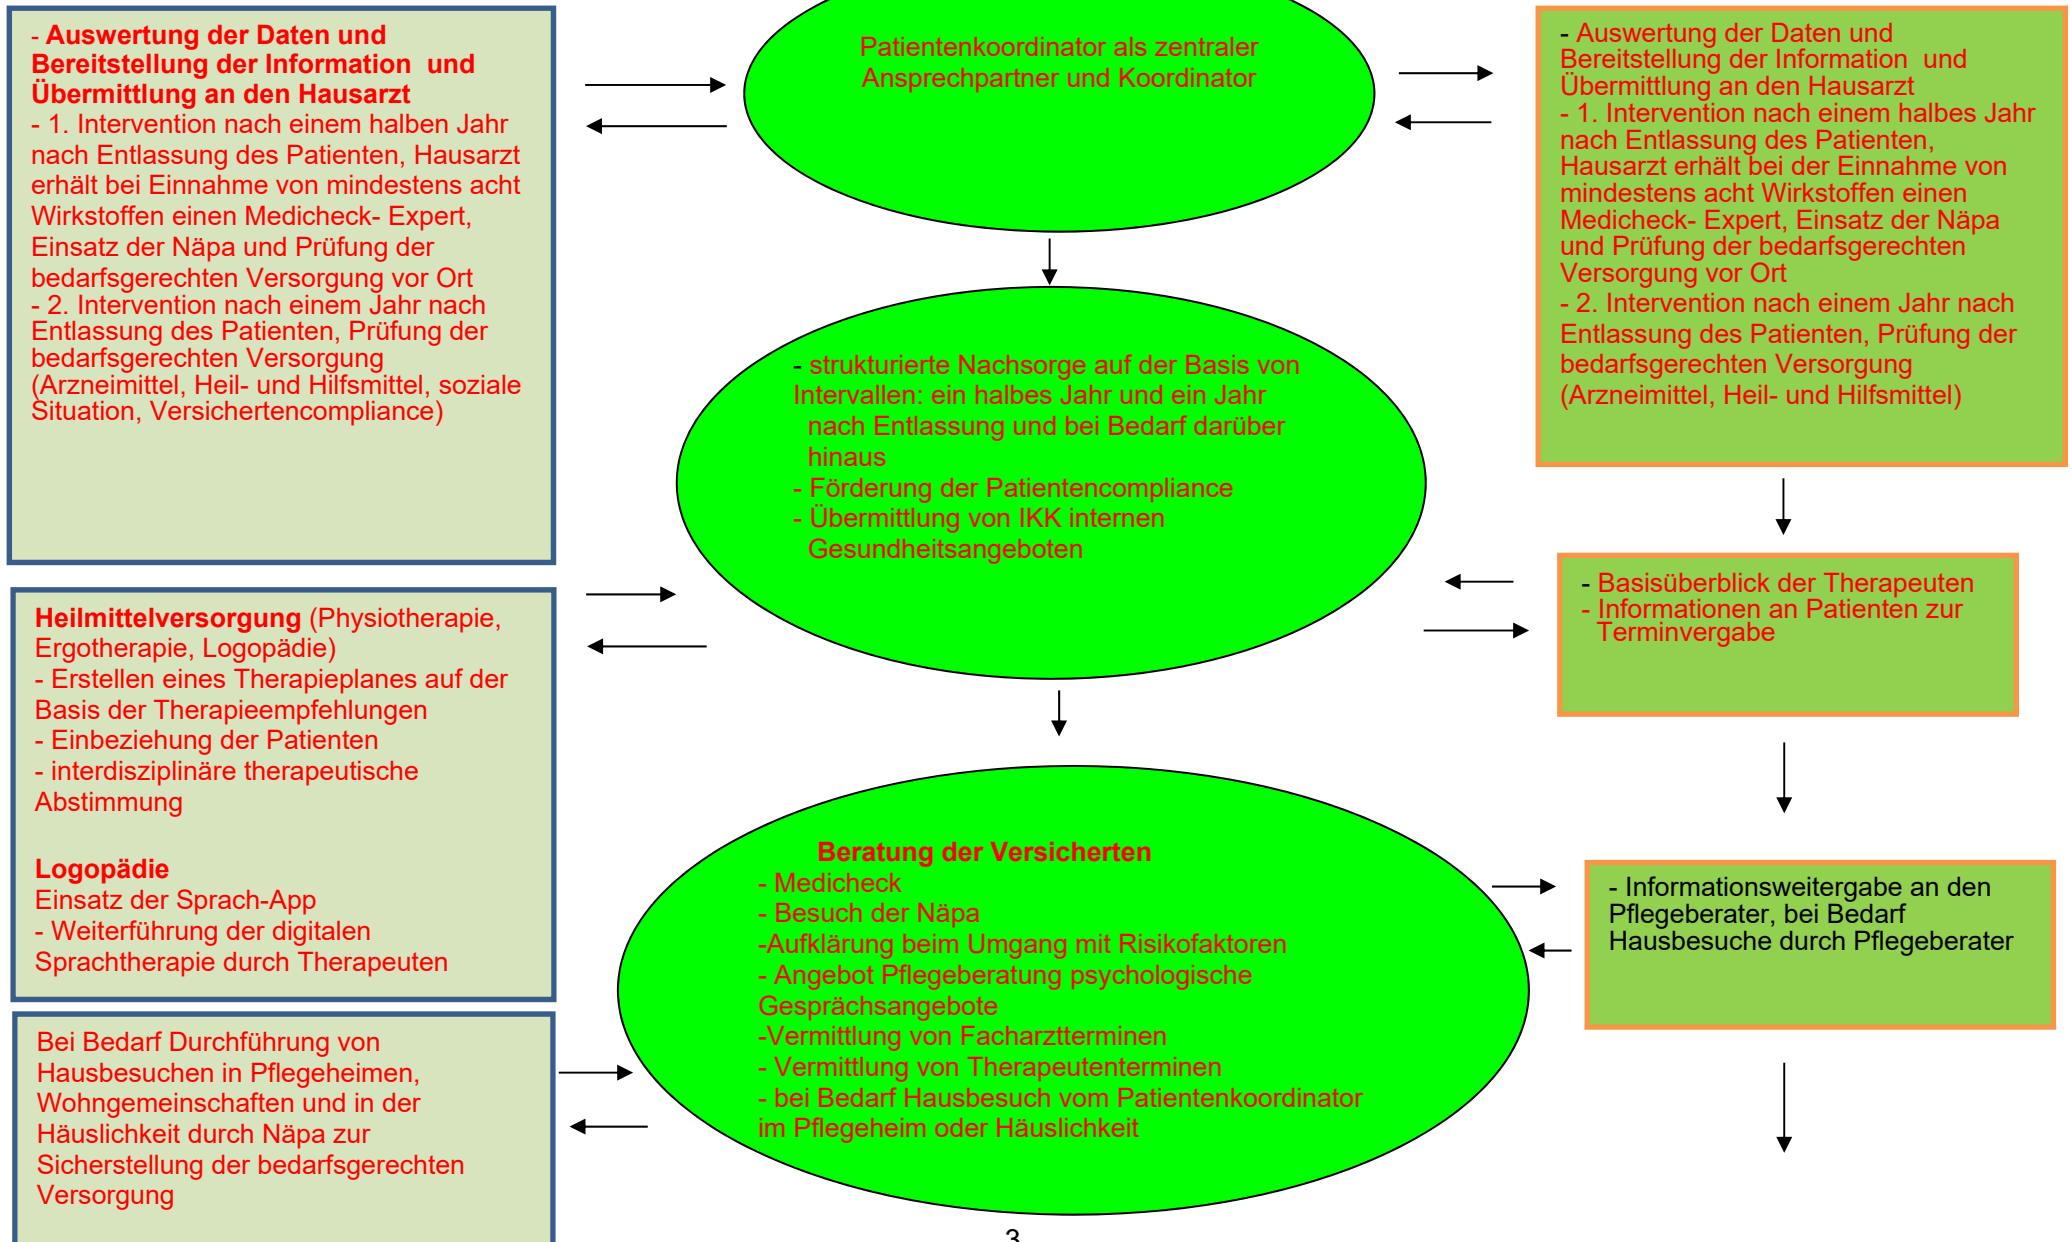 - Auswertung der Daten und
Bereitstellung der Information  und
Übermittlung an den Hausarzt
- 1. Intervention nach einem halben Jahr
nach Entlassung des Patienten, Hausarzt
erhält bei Einnahme von mindestens acht
Wirkstoffen einen Medicheck- Expert,
Einsatz der Näpa und Prüfung der
bedarfsgerechten Versorgung vor Ort
- 2. Intervention nach einem Jahr nach
Entlassung des Patienten, Prüfung der
bedarfsgerechten Versorgung
(Arzneimittel, Heil- und Hilfsmittel, soziale
Situation, Versichertencompliance)
Patientenkoordinator als zentraler
Ansprechpartner und Koordinator
- Auswertung der Daten und
Bereitstellung der Information  und
Übermittlung an den Hausarzt
- 1. Intervention nach einem halbes Jahr
nach Entlassung des Patienten,
Hausarzt erhält bei der Einnahme von
mindestens acht Wirkstoffen einen
Medicheck- Expert, Einsatz der Näpa
und Prüfung der bedarfsgerechten
Versorgung vor Ort
- 2. Intervention nach einem Jahr nach
Entlassung des Patienten, Prüfung der
bedarfsgerechten Versorgung
(Arzneimittel, Heil- und Hilfsmittel)
- strukturierte Nachsorge auf der Basis von
Intervallen: ein halbes Jahr und ein Jahr
nach Entlassung und bei Bedarf darüber
hinaus
- Förderung der Patientencompliance
- Übermittlung von IKK internen
Gesundheitsangeboten
Heilmittelversorgung (Physiotherapie,
Ergotherapie, Logopädie)
- Erstellen eines Therapieplanes auf der
Basis der Therapieempfehlungen
- Einbeziehung der Patienten
- interdisziplinäre therapeutische
Abstimmung
Logopädie
Einsatz der Sprach-App
- Weiterführung der digitalen
Sprachtherapie durch Therapeuten
- Basisüberblick der Therapeuten
- Informationen an Patienten zur
Terminvergabe
Beratung der Versicherten
- Medicheck
- Besuch der Näpa
-Aufklärung beim Umgang mit Risikofaktoren
- Angebot Pflegeberatung psychologische
Gesprächsangebote
-Vermittlung von Facharztterminen
- Vermittlung von Therapeutenterminen
- bei Bedarf Hausbesuch vom Patientenkoordinator
im Pflegeheim oder Häuslichkeit
- Informationsweitergabe an den
Pflegeberater, bei Bedarf
Hausbesuche durch Pflegeberater
Bei Bedarf Durchführung von
Hausbesuchen in Pflegeheimen,
Wohngemeinschaften und in der
Häuslichkeit durch Näpa zur
Sicherstellung der bedarfsgerechten
Versorgung
3